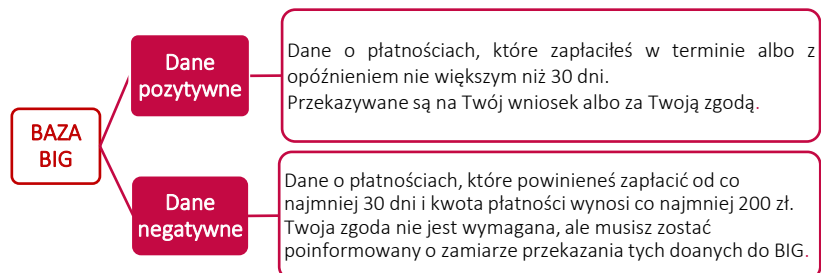 BAZA
BIG
Dane
pozytywne
Dane o płatnościach, które zapłaciłeś w terminie albo z
opóźnieniem nie większym niż 30 dni.
Przekazywane są na Twój wniosek albo za Twoją zgodą.
Dane
negatywne
Dane o płatnościach, które powinieneś zapłacić od co
najmniej 30 dni i kwota płatności wynosi co najmniej 200 zł.
Twoja zgoda nie jest wymagana, ale musisz zostać
poinformowany o zamiarze przekazania tych doanych do BIG.